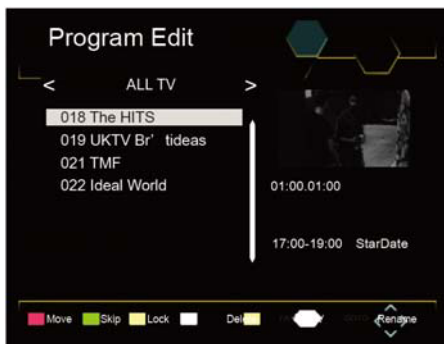 Program Edit
< ALL TV >
018 The HITS
019 UKTV Br' tideas
021 TMF
022 Ideal World
01:00.01:00
17:00-19:00 StarDate
Move Skip Lock Rename